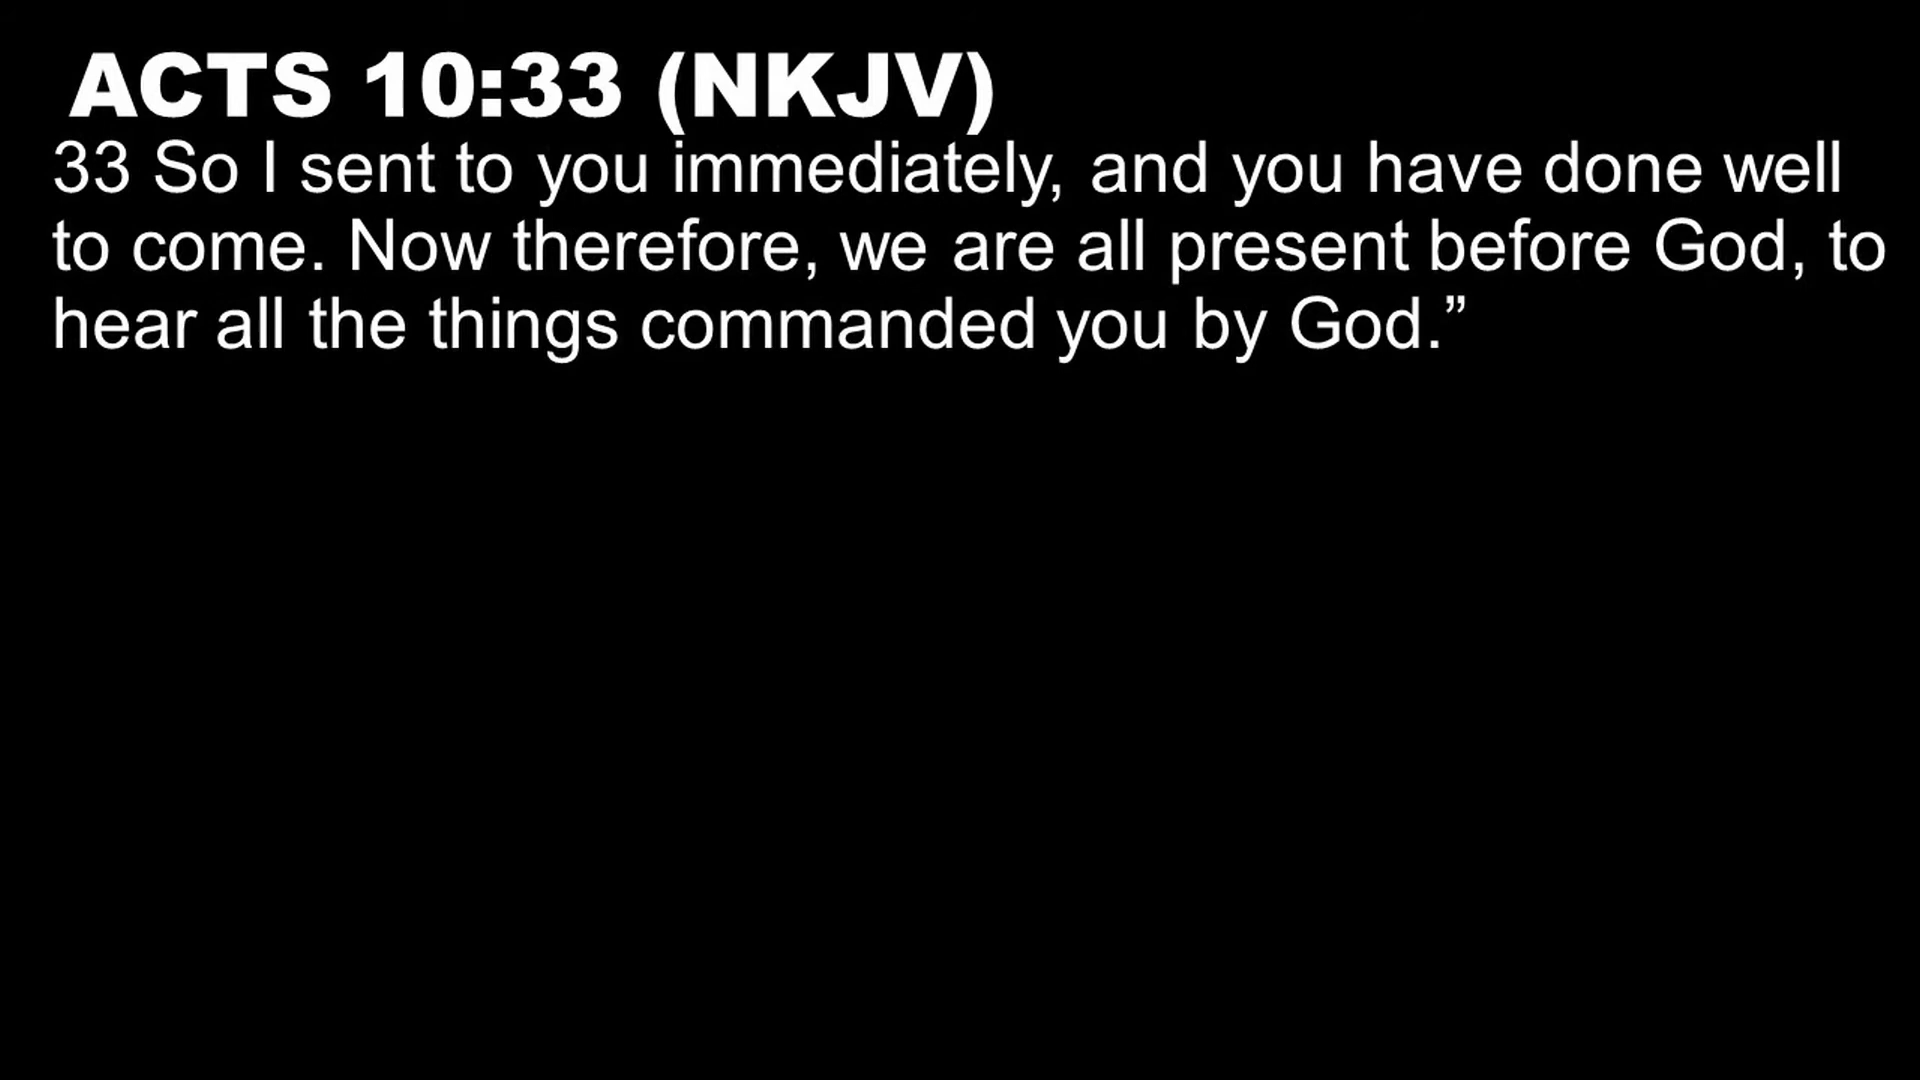 ACTS 10:33 (NKJV)
33 So I sent to you immediately, and you have done well
to come. Now therefore, we are all present before God, to
hear all the things commanded you by God.”